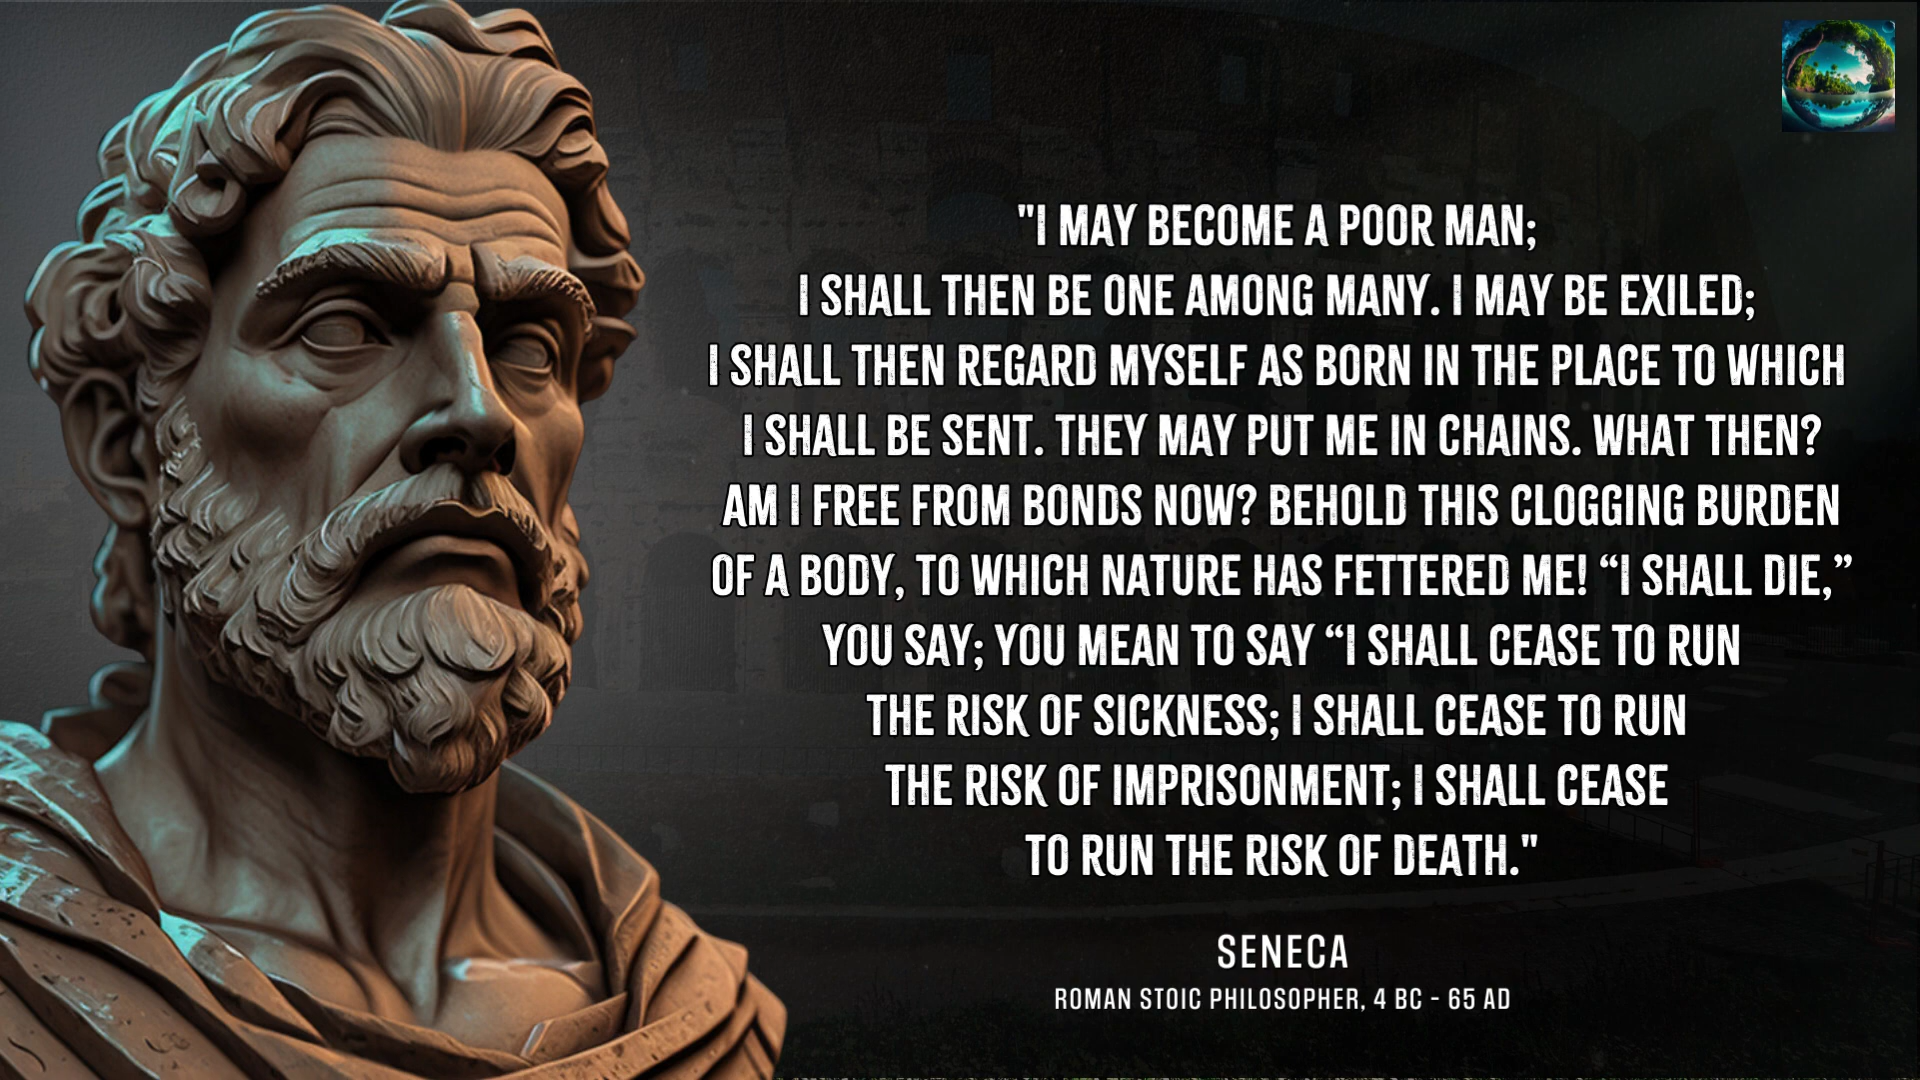 "I MAY BECOME A POOR MAN;
I SHALL THEN BE ONE AMONG MANY. I MAY BE EXILED;
I SHALL THEN REGARD MYSELF AS BORN IN THE PLACE TO WHICH
I SHALL BE SENT. THEY MAY PUT ME IN CHAINS. WHAT THEN?
AM I FREE FROM BONDS NOW? BEHOLD THIS CLOGGING BURDEN
OF A BODY, TO WHICH NATURE HAS FETTERED ME! “I SHALL DIE,”
YOU SAY; YOU MEAN TO SAY “I SHALL CEASE TO RUN
THE RISK OF SICKNESS; I SHALL CEASE TO RUN
THE RISK OF IMPRISONMENT; I SHALL CEASE
TO RUN THE RISK OF DEATH."
SENECA
ROMAN STOIC PHILOSOPHER, 4 BC - 65 AD